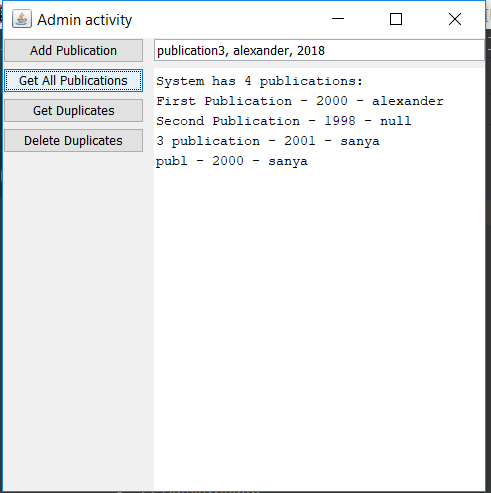 Admin activity
Add Publication
publication3, alexander, 2018
Get All Publications
Get Duplicates
Delete Duplicates
System has 4 publications:
First Publication - 2000 - alexander
Second Publication - 1998 - null
3 publication - 2001 - sanya
publ - 2000 - sanya